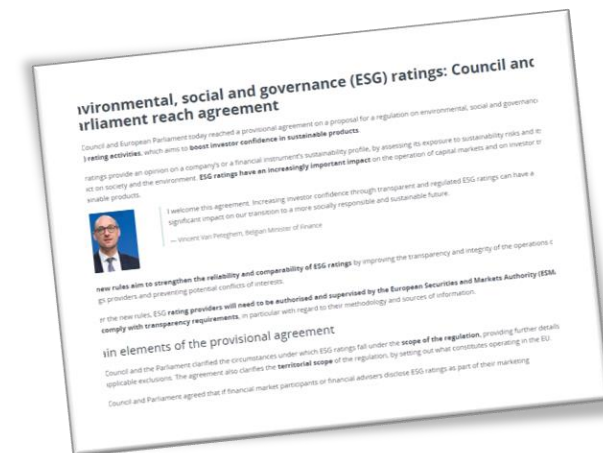 vironmental, social and governance (ESG) ratings: Council and
rliament reach agreement
Council and European Parliament today reached a provisional agreement on a proposal for a regulation on environmental, social and governance
) rating activities, which aims to boost investor confidence in sustainable products.
ratings provide an opinion on a company's or a financial instrument's sustainability profile, by assessing its exposure to sustainability risks and its
ct on society and the environment. ESG ratings have an increasingly important impact on the operation of capital markets and on investor tr
inable products.
I welcome this agreement. Increasing investor confidence through transparent and regulated ESG ratings can have a
significant impact on our transition to a more socially responsible and sustainable future.
— Vincent Van Peteghem, Belgian Minister of Finance
new rules aim to strengthen the reliability and comparability of ESG ratings by improving the transparency and integrity of the operations o
gs providers and preventing potential conflicts of interests.
er the new rules, ESG rating providers will need to be authorised and supervised by the European Securities and Markets Authority (ESMA
comply with transparency requirements, in particular with regard to their methodology and sources of information.
in elements of the provisional agreement
Council and the Parliament clarified the circumstances under which ESG ratings fall under the scope of the regulation, providing further details
applicable exclusions. The agreement also clarifies the territorial scope of the regulation, by setting out what constitutes operating in the EU.
Council and Parliament agreed that if financial market participants or financial advisers disclose ESG ratings as part of their marketing